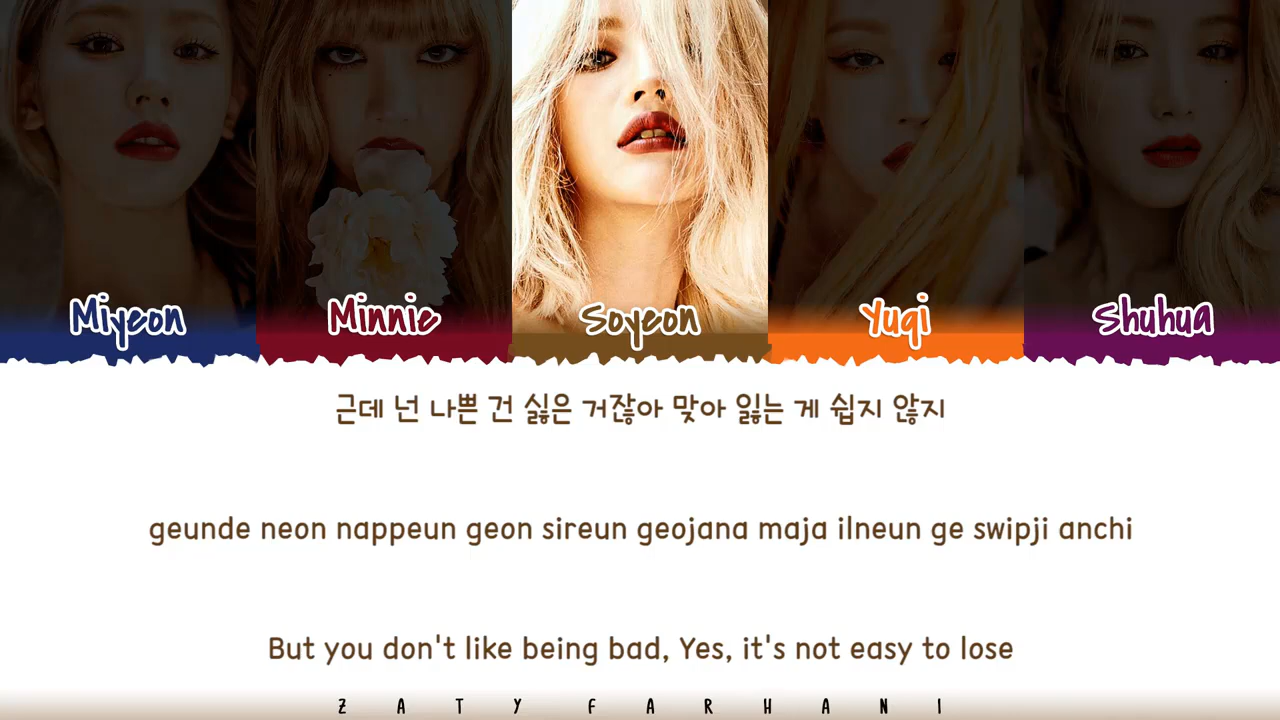 Miyeon Minnie Soyeon Yuqi Shuhua
근데 넌 나쁜 건 싫은 거잖아 맞아 잃는 게 쉽지 않지
geunde neon nappeun geon sireun geojana maja ilneun ge swipji anchi
But you don't like being bad, Yes, it's not easy to lose
ZATY FARHANI